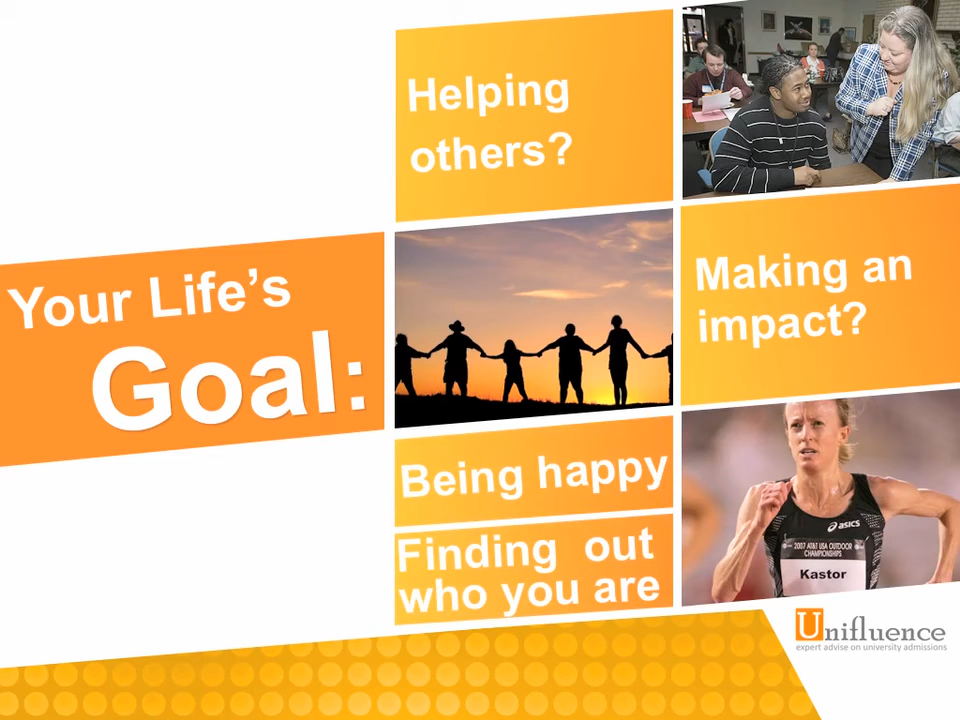 Your Life’s
Goal:
Helping
others?
Making an
impact?
Being happy
Finding out
who you are
asics
2007 AT&T USA OUTDOOR
CHAMPIONSHIPS
Kastor
Unifluence
expert advise on university admissions